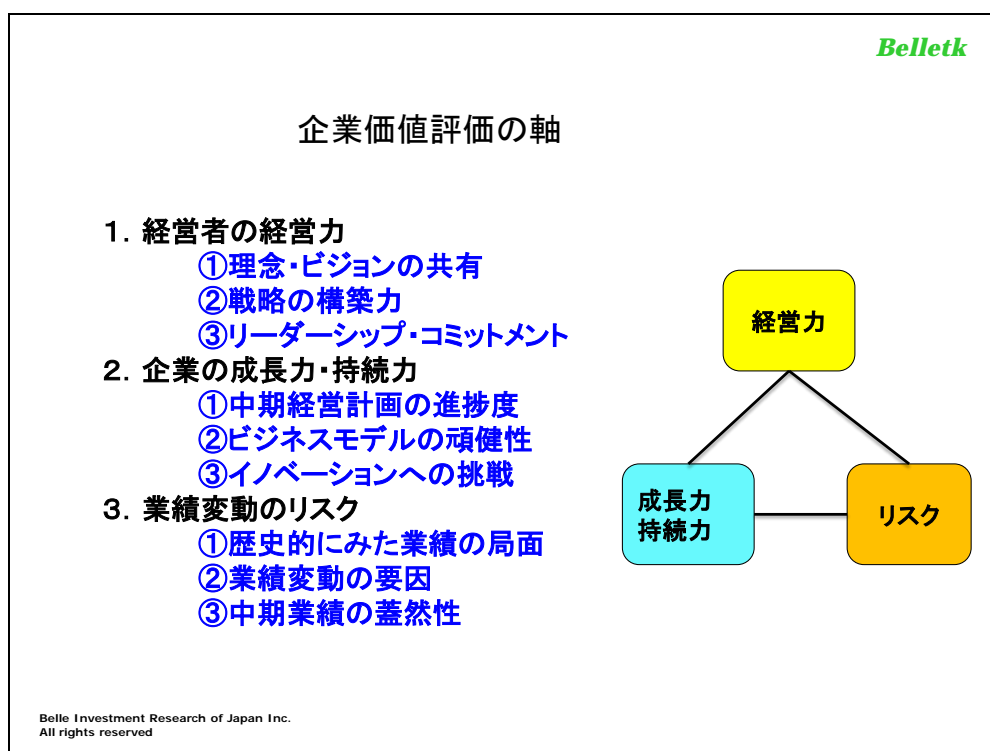 Belletk
企業価値評価の軸
１．経営者の経営力
①理念・ビジョンの共有
②戦略の構築力
③リーダーシップ・コミットメント
２．企業の成長力・持続力
①中期経営計画の進捗度
②ビジネスモデルの頑健性
③イノベーションへの挑戦
３．業績変動のリスク
①歴史的にみた業績の局面
②業績変動の要因
③中期業績の蓋然性
経営力
成長力
持続力
リスク
Belle Investment Research of Japan Inc.
All rights reserved